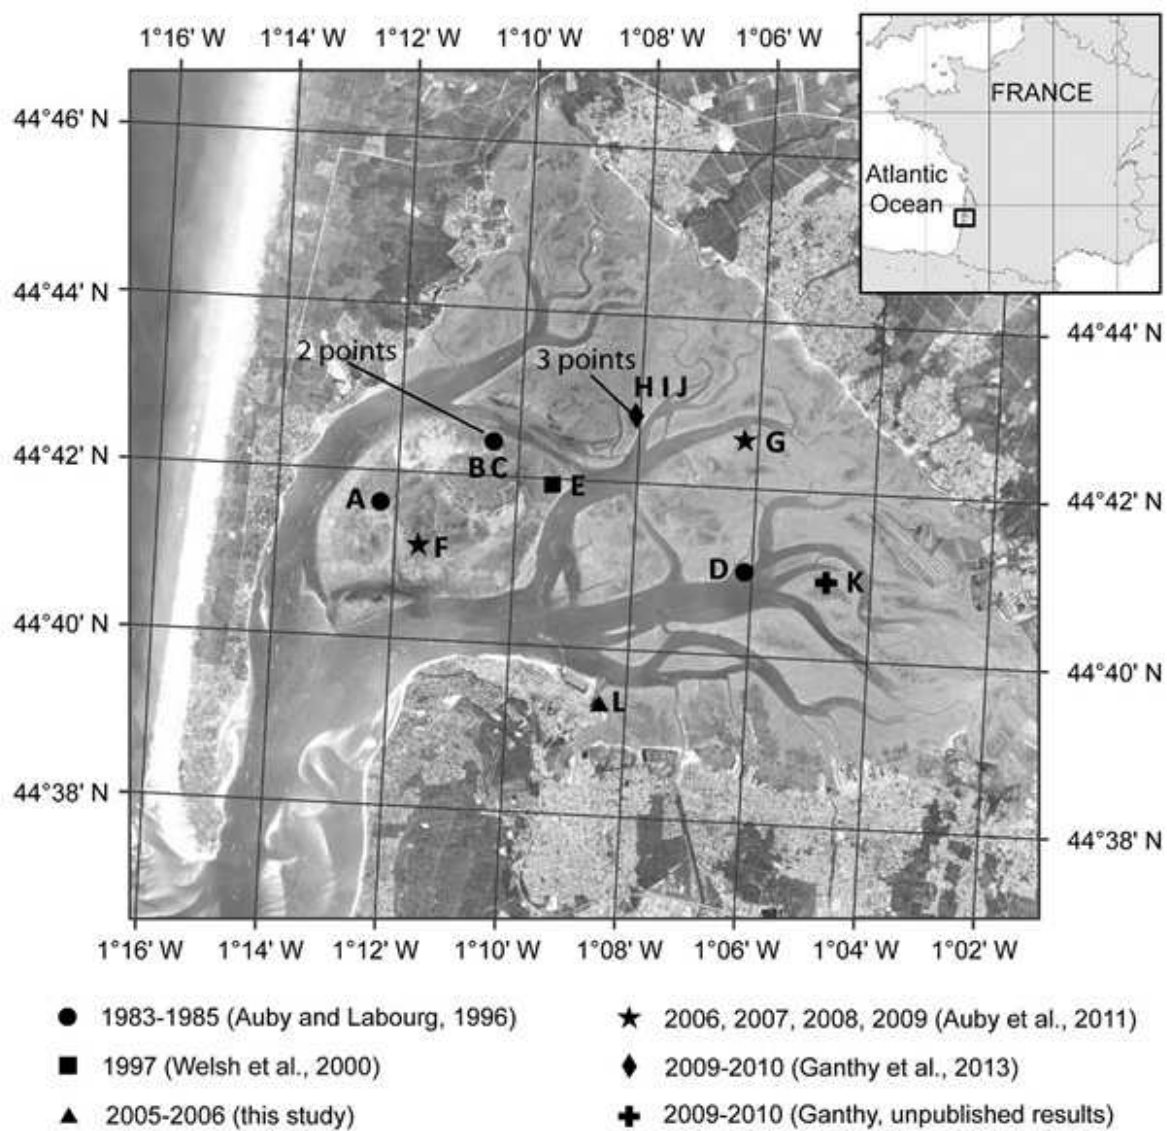 1°16' W 1°14' W 1°12' W 1°10' W 1°08' W 1°06' W
FRANCE
Atlantic
Ocean
44°46' N
44°44' N
44°44' N
2 points
3 points
H I J
44°42' N
B C
G
A
E
44°42' N
F
D
K
44°40' N
44°40' N
L
44°38' N
44°38' N
1°16' W 1°14' W 1°12' W 1°10' W 1°08' W 1°06' W 1°04' W 1°02' W
1983-1985 (Auby and Labourg, 1996)
1997 (Welsh et al., 2000)
2005-2006 (this study)
2006, 2007, 2008, 2009 (Auby et al., 2011)
2009-2010 (Ganthy et al., 2013)
2009-2010 (Ganthy, unpublished results)